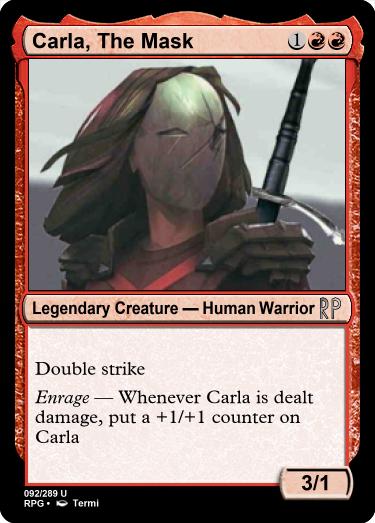 Carla, The Mask 1
Legendary Creature — Human Warrior RP
Double strike
Enrage — Whenever Carla is dealt
damage, put a +1/+1 counter on
Carla
3/1
092/289 U
RPG • Termi